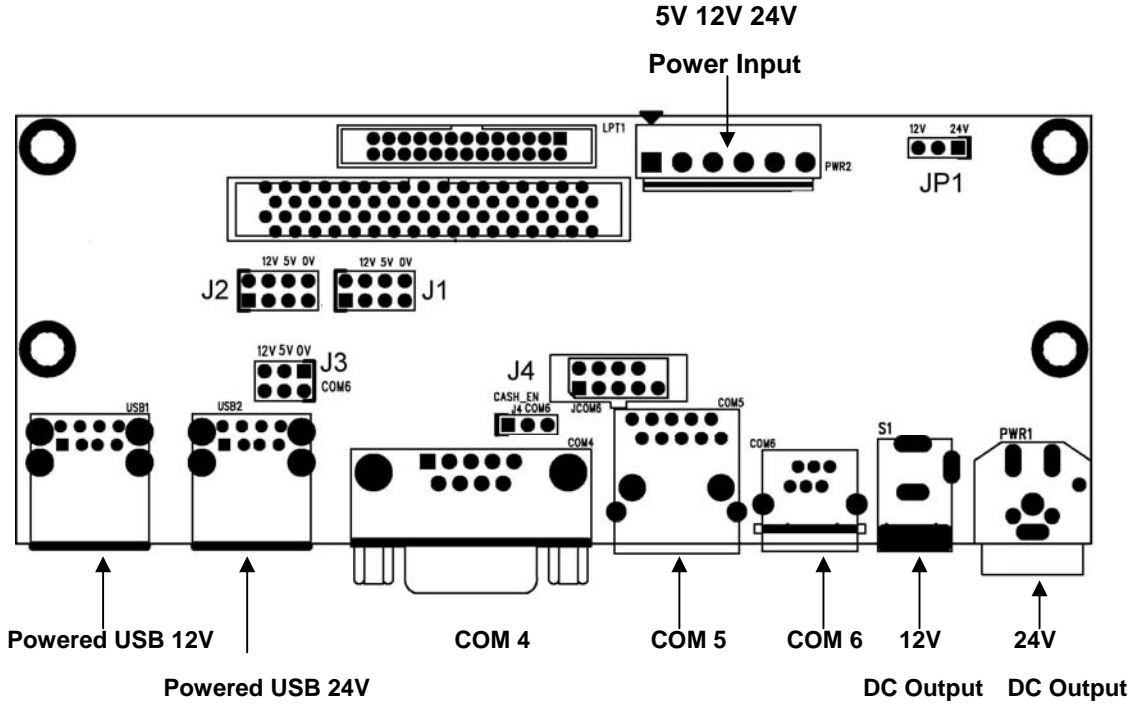 5V 12V 24V
Power Input
LPT1
PWR2
12V 24V
JP1
12V 5V 0V
J2
12V 5V 0V
J1
12V 5V 0V
J3
COM6
J4
CASH_EN
J4 COM6
JCOM6
USB1
USB2
COM4
COM5
COM6
S1
PWR1
Powered USB 12V
COM 4
COM 5
COM 6
12V
24V
Powered USB 24V
DC Output
DC Output